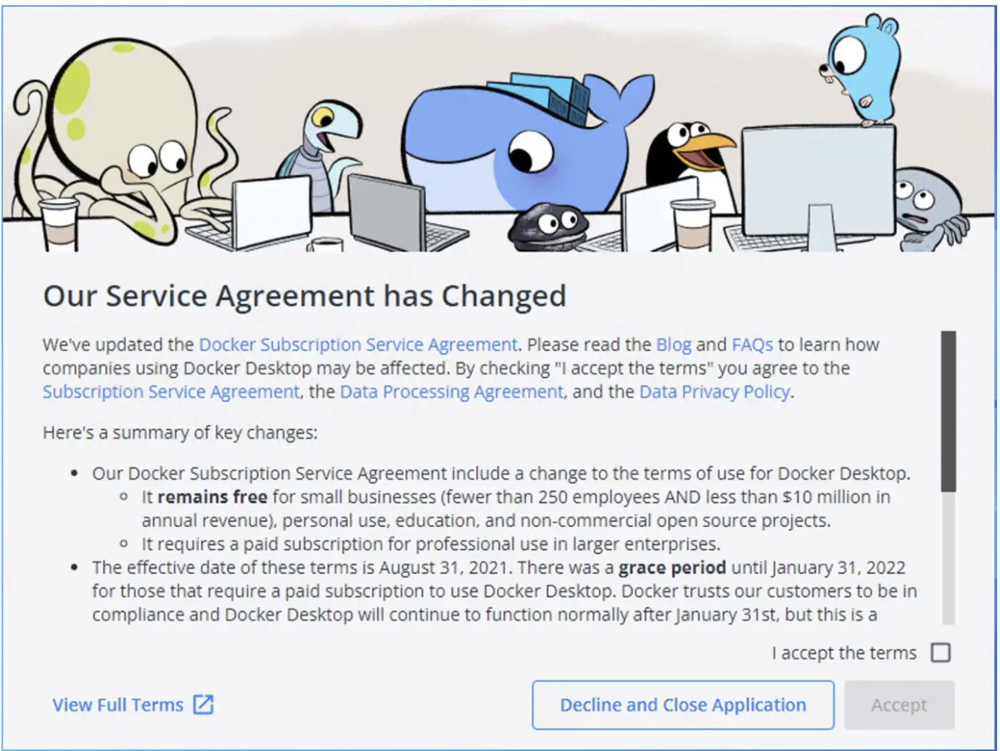 Our Service Agreement has Changed
We've updated the Docker Subscription Service Agreement. Please read the Blog and FAQs to learn how
companies using Docker Desktop may be affected. By checking "I accept the terms" you agree to the
Subscription Service Agreement, the Data Processing Agreement, and the Data Privacy Policy.
Here's a summary of key changes:
• Our Docker Subscription Service Agreement include a change to the terms of use for Docker Desktop.
◦ It remains free for small businesses (fewer than 250 employees AND less than $10 million in
annual revenue), personal use, education, and non-commercial open source projects.
◦ It requires a paid subscription for professional use in larger enterprises.
• The effective date of these terms is August 31, 2021. There was a grace period until January 31, 2022
for those that require a paid subscription to use Docker Desktop. Docker trusts our customers to be in
compliance and Docker Desktop will continue to function normally after January 31st, but this is a
I accept the terms
View Full Terms
Decline and Close Application
Accept